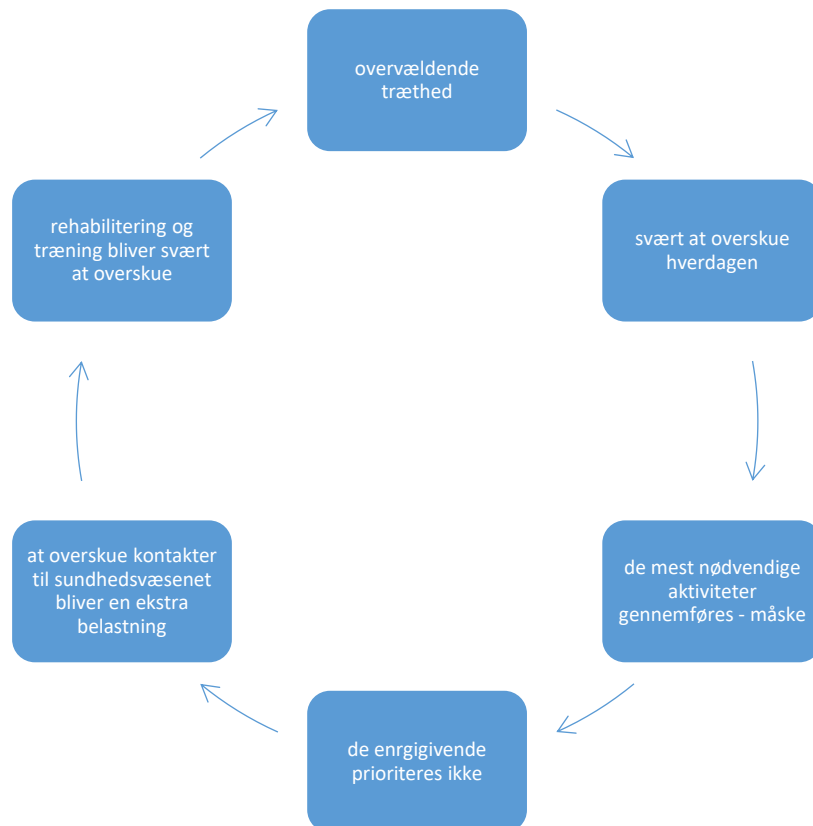 overvældende
træthed
svært at overskue
hverdagen
de mest nødvendige
aktiviteter
gennemføres - måske
de enrgigivende
prioriteres ikke
at overskue kontakter
til sundhedsvæsenet
bliver en ekstra
belastning
rehabilitering og
træning bliver svært
at overskue